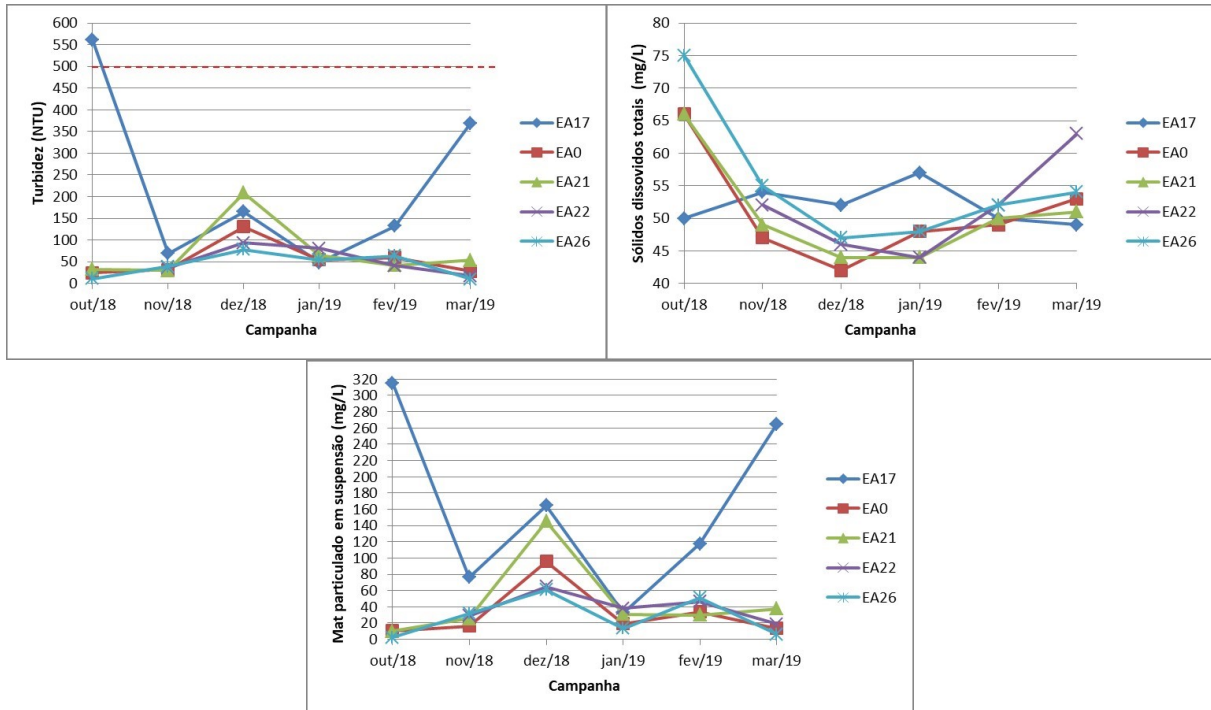 600
550
500
450
400
350
300
250
200
150
100
50
0
Turbidez (NTU)
out/18 nov/18 dez/18 jan/19 fev/19 mar/19
Campanha
EA17
EA0
EA21
EA22
EA26
80
75
70
65
60
55
50
45
40
Sólidos dissovidos totais (mg/L)
out/18 nov/18 dez/18 jan/19 fev/19 mar/19
Campanha
EA17
EA0
EA21
EA22
EA26
320
300
280
260
240
220
200
180
160
140
120
100
80
60
40
20
0
Mat particulado em suspensão (mg/L)
out/18 nov/18 dez/18 jan/19 fev/19 mar/19
Campanha
EA17
EA0
EA21
EA22
EA26